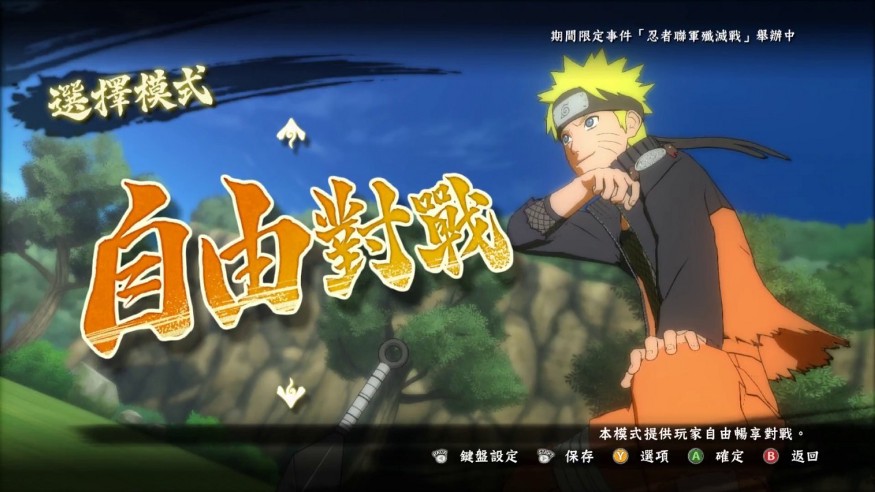 期間限定事件「忍者聯軍殲滅戰」舉辦中
選擇模式
自由對戰
本模式提供玩家自由暢享對戰。
鍵盤設定 保存 Y 選項 A 確定 B 返回